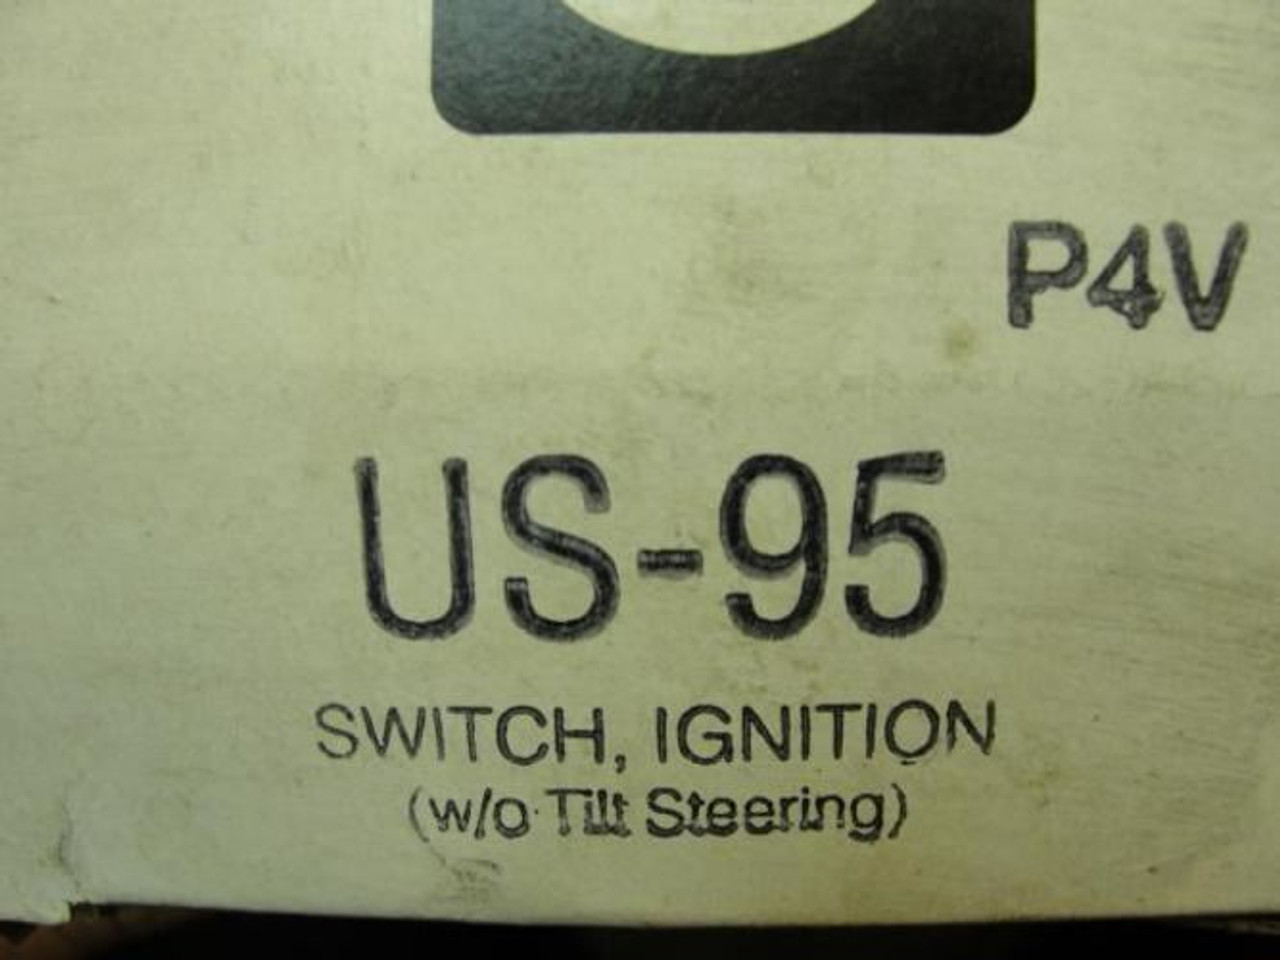 P4V
US-95
SWITCH, IGNITION
(w/o Tilt Steering)